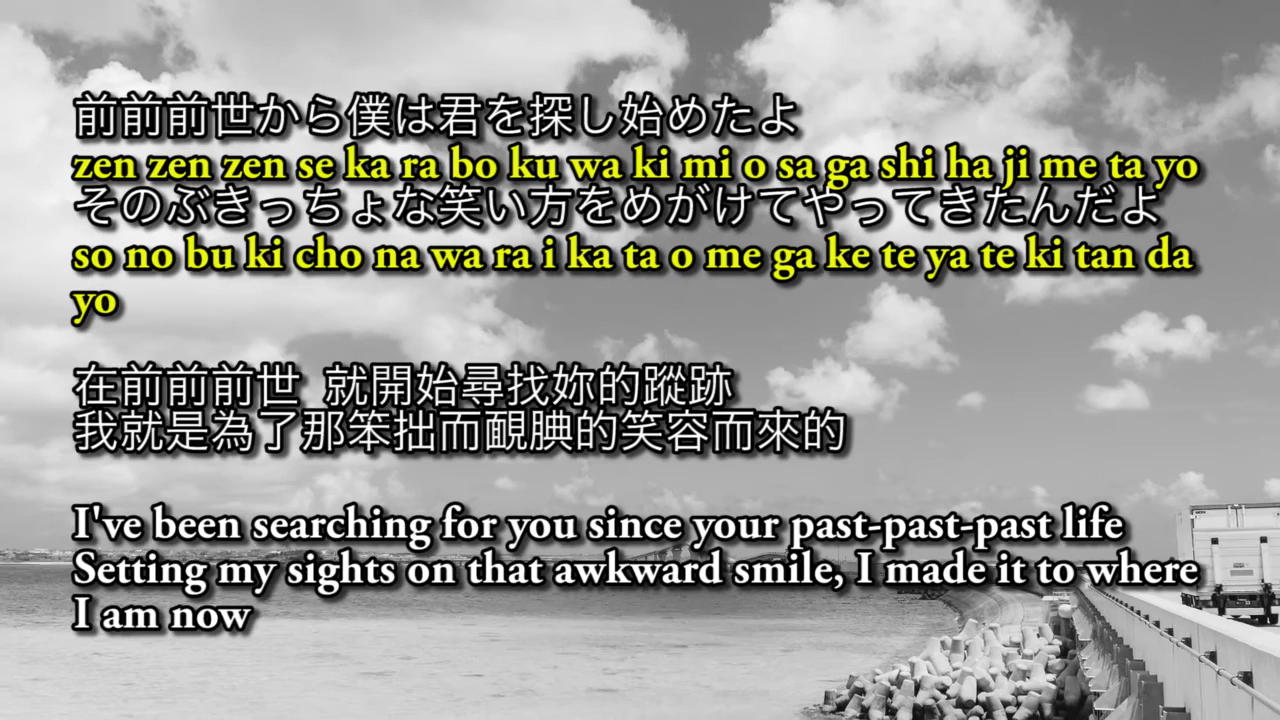 前前前世から僕は君を探し始めたよ
zen zen zen se ka ra bo ku wa ki mi o sa ga shi ha ji me ta yo
そのぶきっちょな笑い方をめがけてやってきたんだよ
so no bu ki cho na wa ra i ka ta o me ga ke te ya te ki tan da
yo
在前前前世 就開始尋找妳的蹤跡
我就是為了那笨拙而靦腆的笑容而來的
I've been searching for you since your past-past-past life
Setting my sights on that awkward smile, I made it to where
I am now